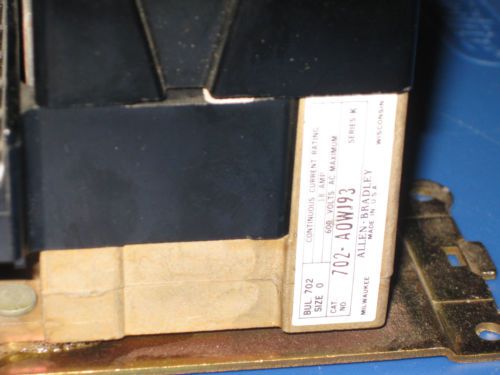 BUL 702
SIZE 0
CONTINUOUS CURRENT RATING
18 AMP
600 VOLTS AC MAXIMUM
CAT
NO
702-AOWJ93
SERIES K
ALLEN-BRADLEY
MILWAUKEE
MADE IN U.S.A.
WISCONSIN